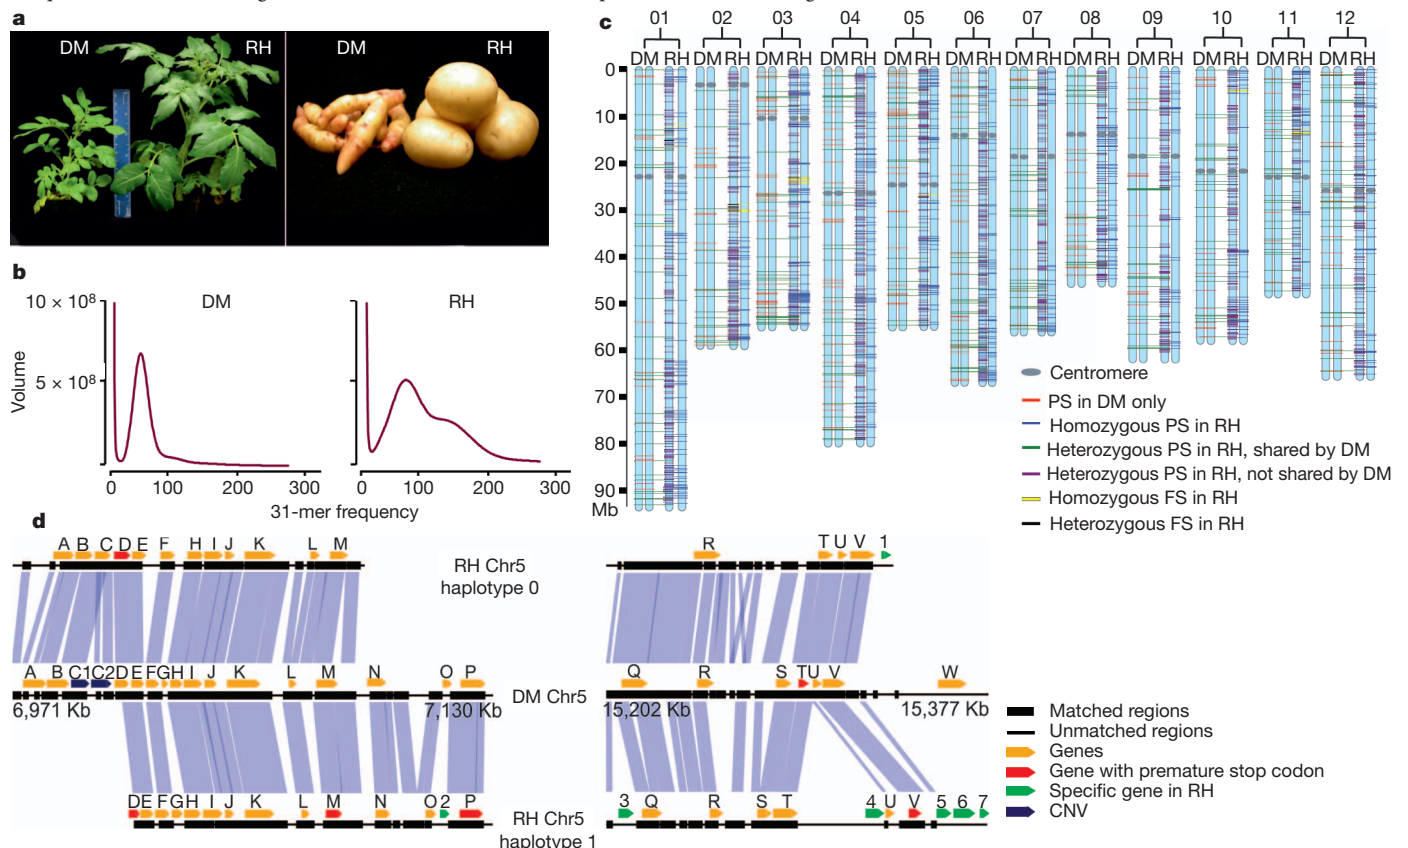 a
DM RH DM RH
b
10 × 10⁸
5 × 10⁸
Volume
DM RH
0 100 200 300 0 100 200 300
31-mer frequency
c
01 02 03 04 05 06 07 08 09 10 11 12
DM RH DM RH DM RH DM RH DM RH DM RH DM RH DM RH DM RH DM RH DM RH DM RH
0
10
20
30
40
50
60
70
80
90
Mb
Centromere
PS in DM only
Homozygous PS in RH
Heterozygous PS in RH, shared by DM
Heterozygous PS in RH, not shared by DM
Homozygous FS in RH
Heterozygous FS in RH
d
A B C D E F H I J K L M
RH Chr5
haplotype 0
R T U V 1
A B C1 C2 D E F G H I J K L M N O P
DM Chr5
Q R S T U V W
6,971 Kb 7,130 Kb
15,202 Kb 15,377 Kb
D E F G H I J K L M N O 2 P
RH Chr5
haplotype 1
3 Q R S T 4 U V 5 6 7
Matched regions
Unmatched regions
Genes
Gene with premature stop codon
Specific gene in RH
CNV